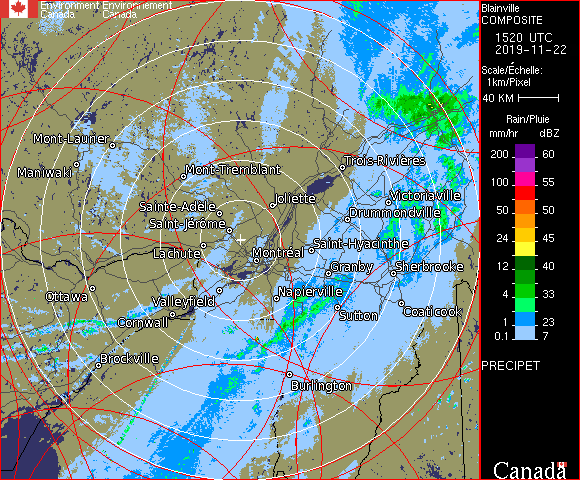 Environment Environnement
Canada Canada
Blainville
COMPOSITE
1520 UTC
2019-11-22
Scale/Échelle:
1km/Pixel
40 KM
Rain/Pluie
mm/hr dBZ
200 60
100 55
50 50
24 45
12 40
4 33
1 23
0.1 7
PRECIPET
Mont-Laurier
Maniwaki
Mont-Tremblant
Trois-Rivières
Sainte-Adele
Joliette
Victoriaville
Saint-Jérome
Drummondville
Lachute
Montréal
Saint-Hyacinthe
Granby
Sherbrooke
Ottawa
Valleyfield
Napierville
Cornwall
Sutton
Coaticook
Brockville
Burlington
Canada